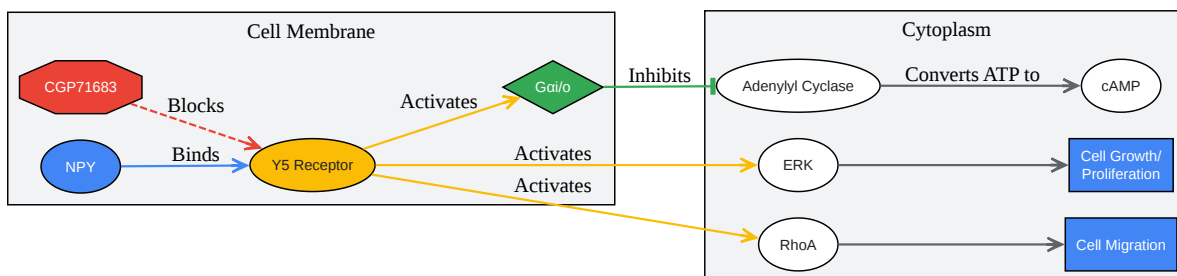 Cell Membrane
Cytoplasm
CGP71683
Blocks
Activates
Gαi/o
Inhibits
Adenylyl Cyclase
Converts ATP to
cAMP
NPY
Binds
Y5 Receptor
Activates
ERK
Cell Growth/
Proliferation
Activates
RhoA
Cell Migration